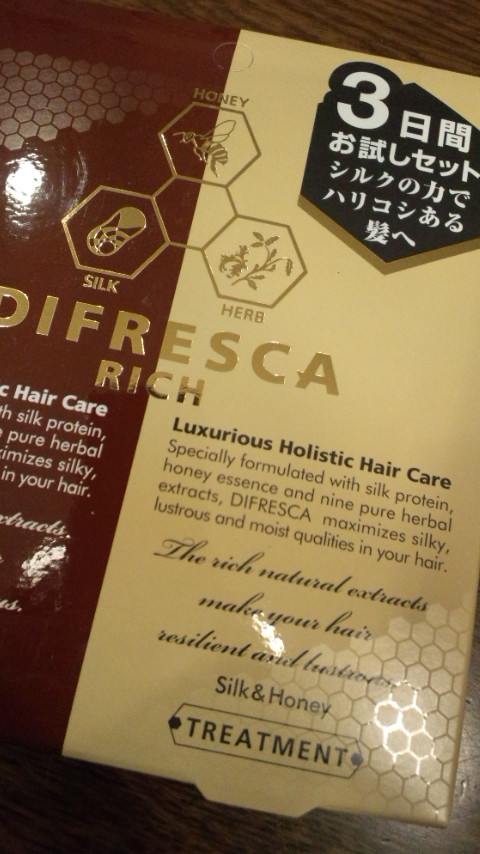 HONEY
SILK
HERB
3日間
お試しセット
シルクの力で
ハリコシある
髪へ
DIFRESCA
RICH
c Hair Care
th silk protein,
pure herbal
ximizes silky,
in your hair.
xtracts
s.
Luxurious Holistic Hair Care
Specially formulated with silk protein,
honey essence and nine pure herbal
extracts, DIFRESCA maximizes silky,
lustrous and moist qualities in your hair.
The rich natural extracts
make your hair
resilient and lustrous.
Silk&Honey
TREATMENT